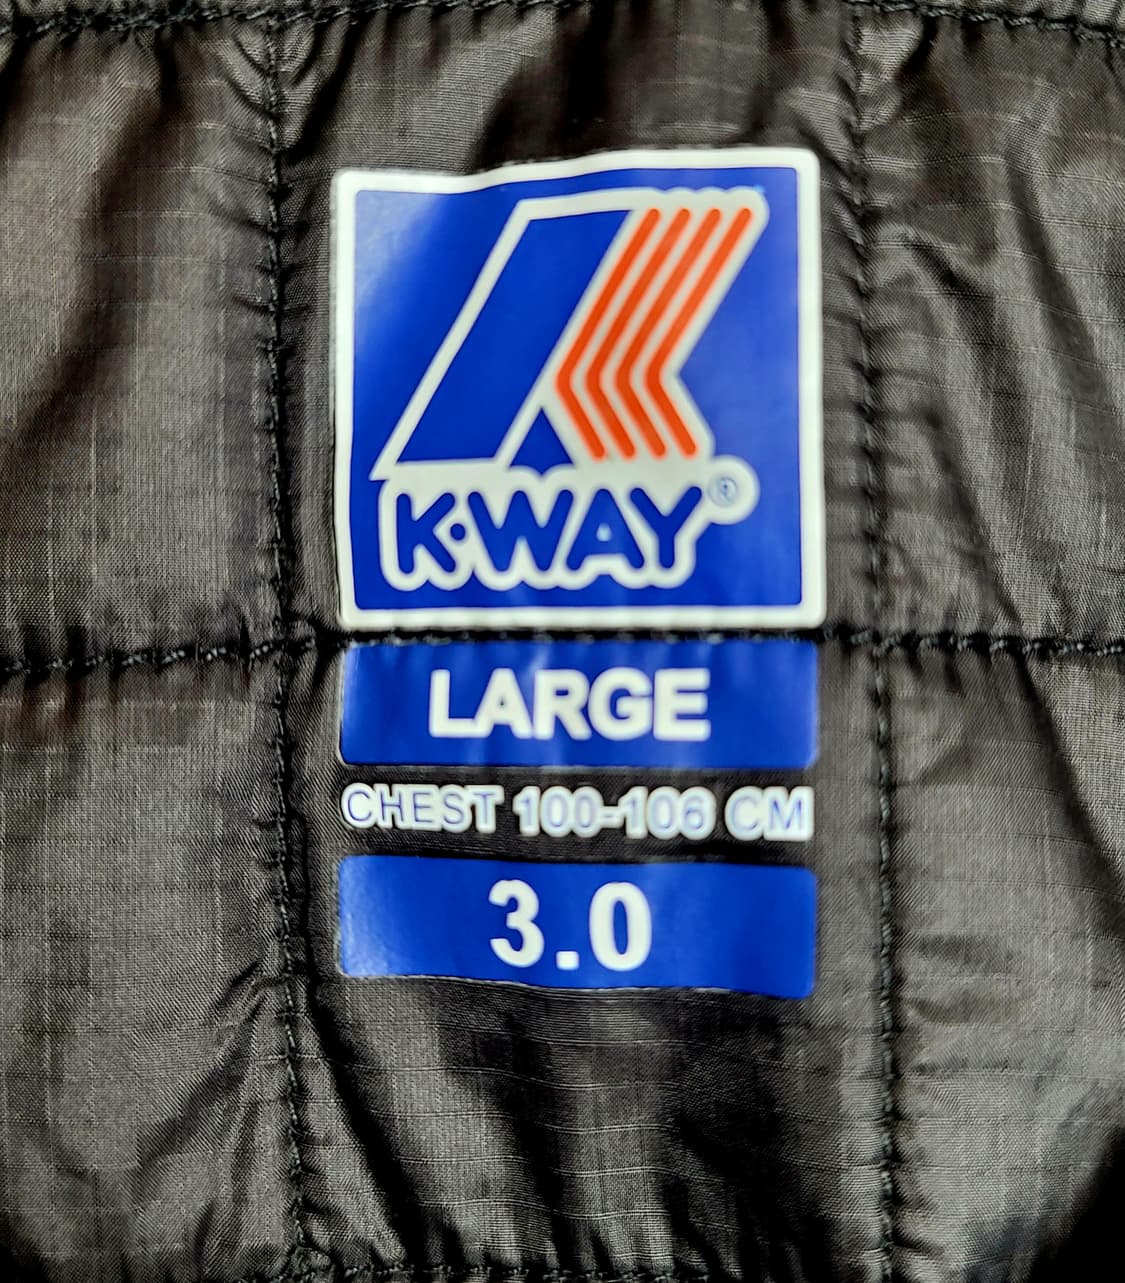 K·WAY®
LARGE
CHEST 100-106 CM
3.0